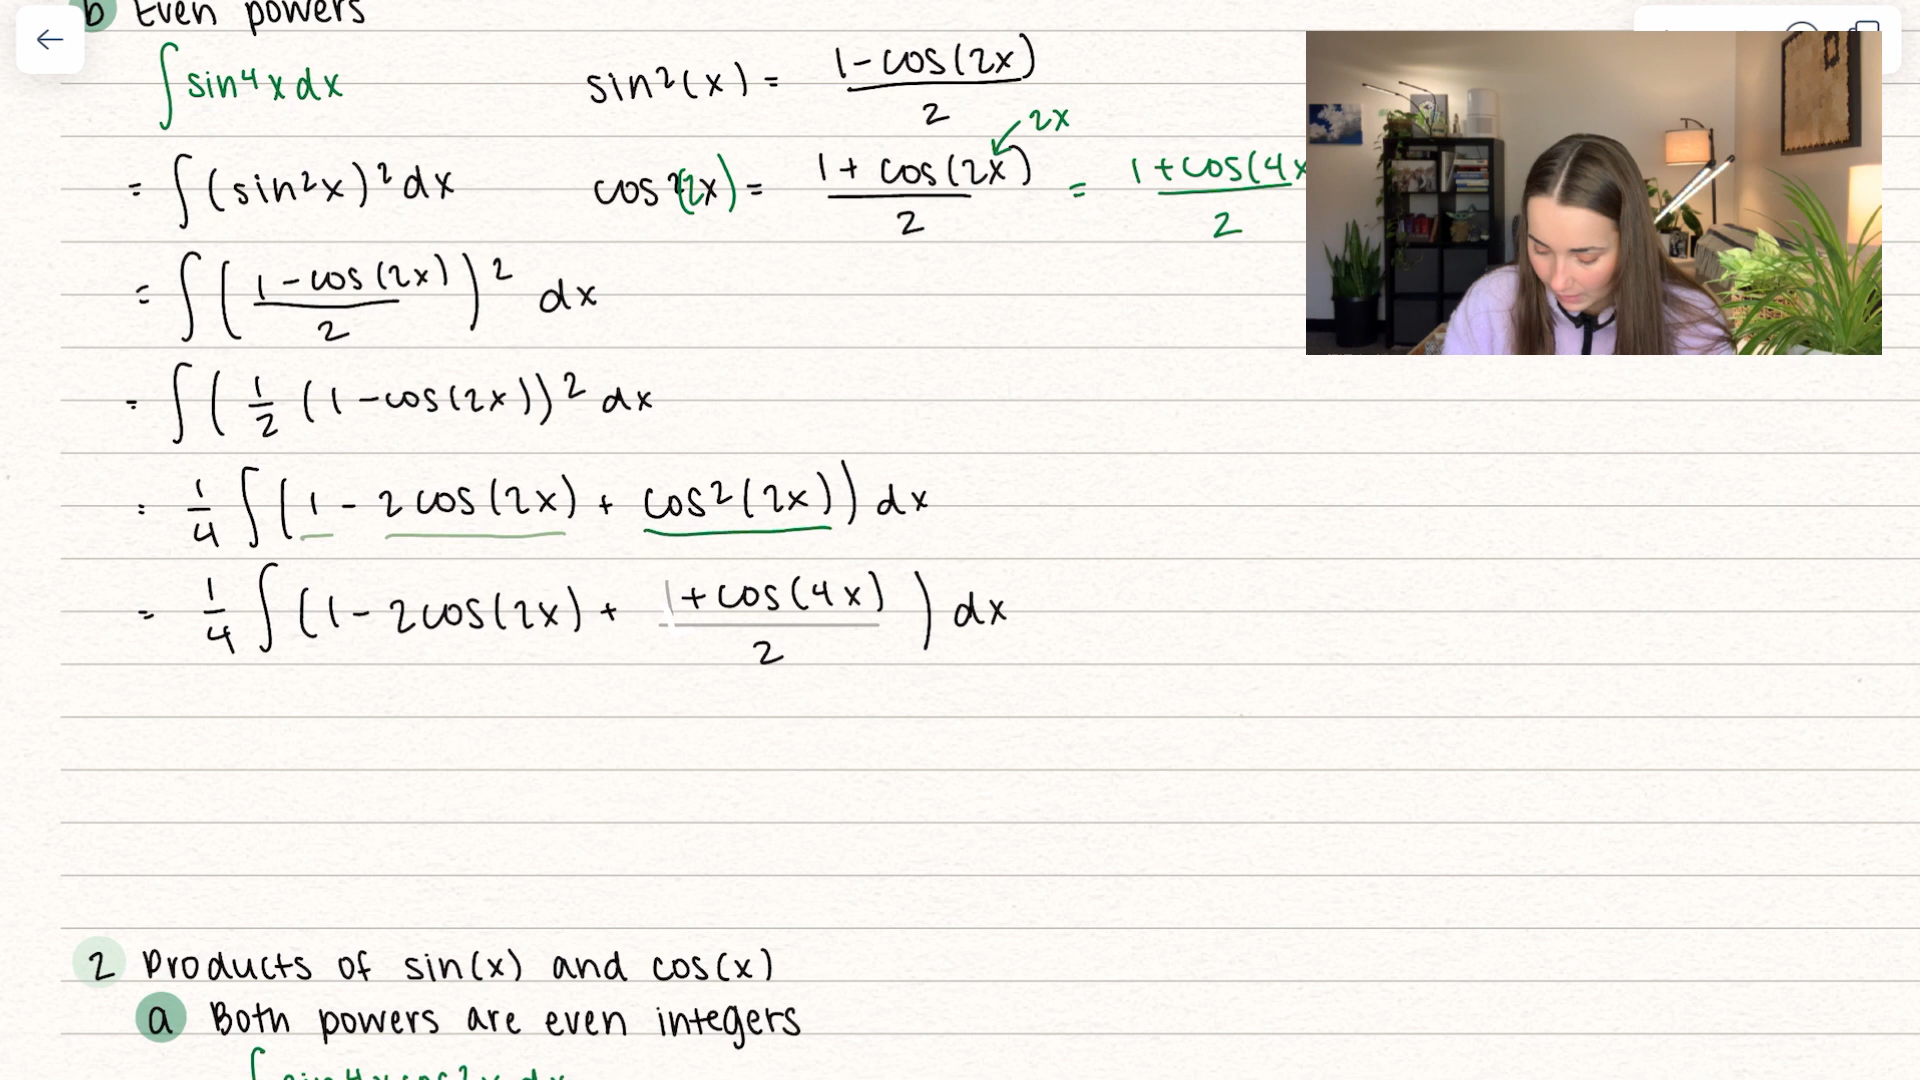 b Even powers
∫ sin⁴x dx
sin²(x) = (1 - cos(2x))/2
2x
= ∫ (sin²x)² dx
cos²(2x) = (1 + cos(2x))/2 = (1 + cos(4x
/2
= ∫ ((1 - cos(2x))/2)² dx
= ∫ (1/2 (1 - cos(2x))² dx
= 1/4 ∫ (1 - 2cos(2x) + cos²(2x)) dx
= 1/4 ∫ (1 - 2cos(2x) + (1 + cos(4x))/2) dx
2 Products of sin(x) and cos(x)
a Both powers are even integers
∫ sin⁴x cos²x dx